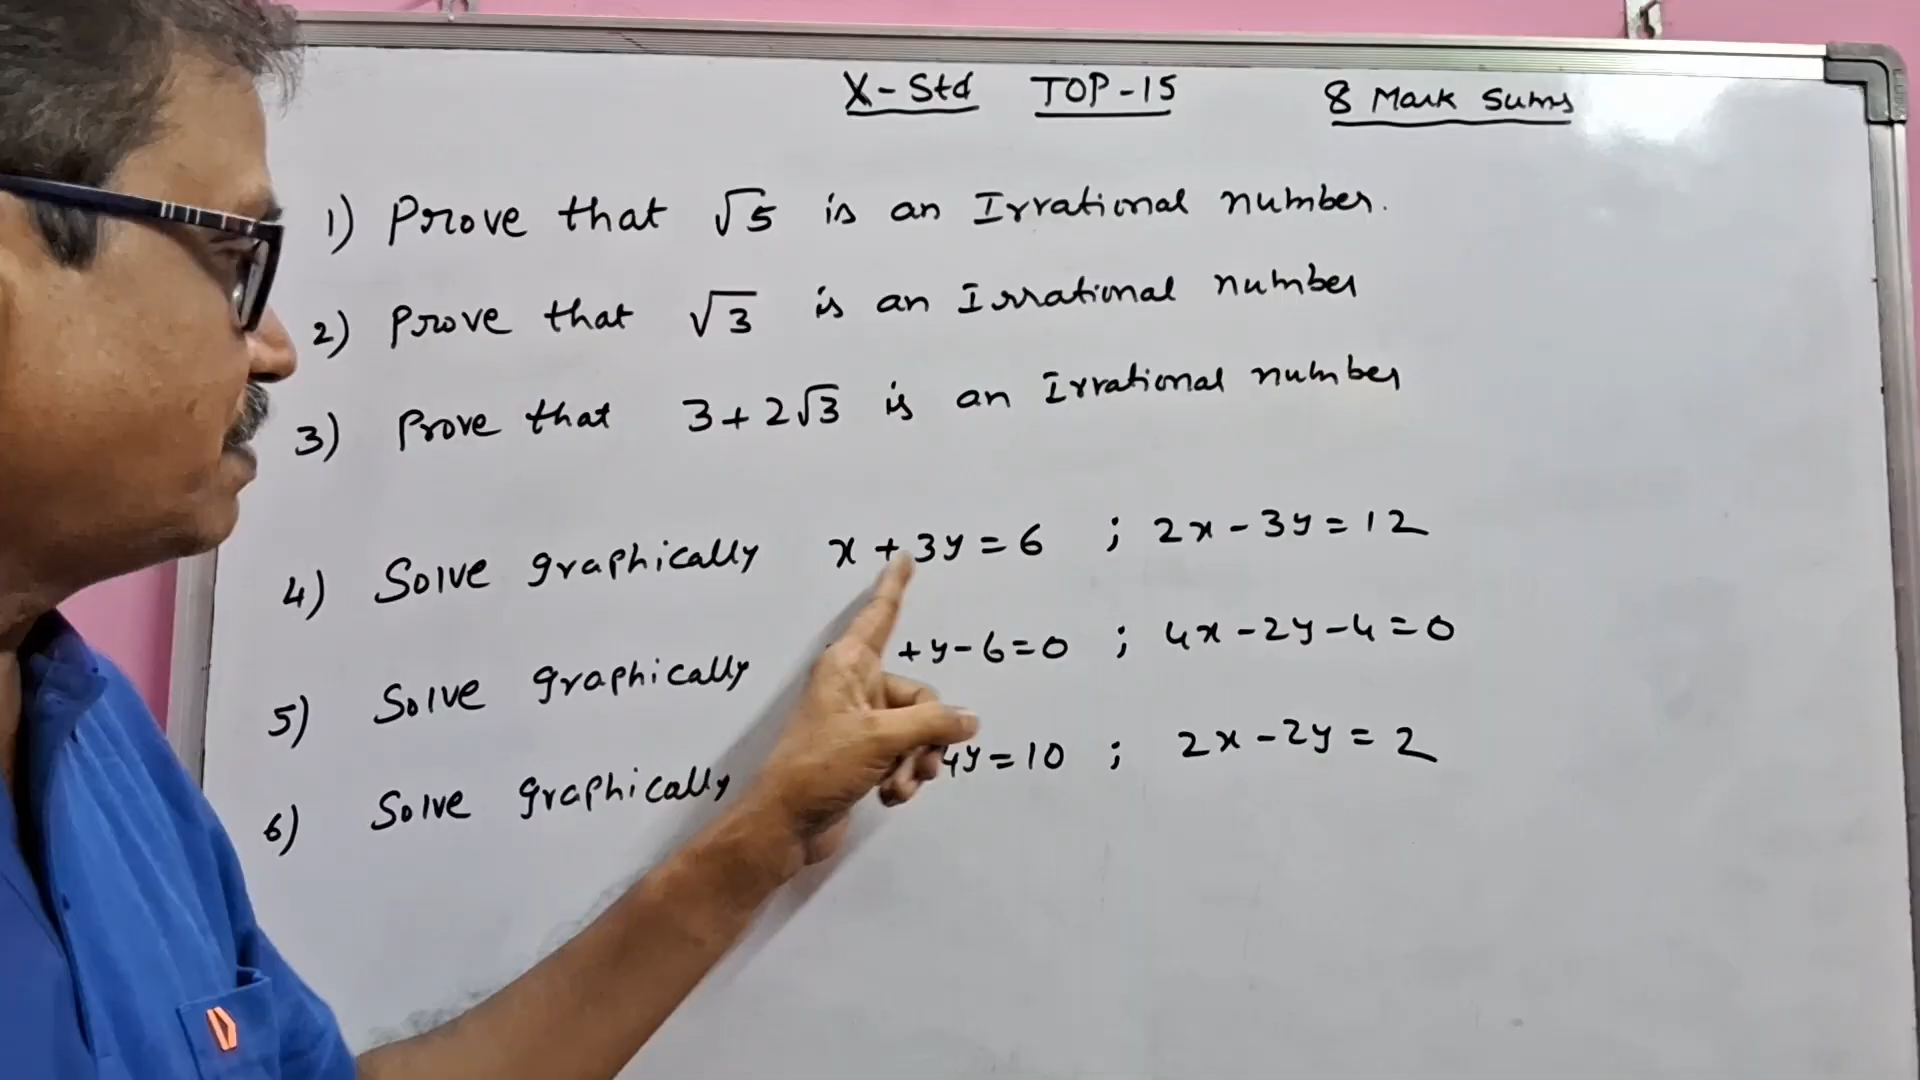 X-Std TOP-15 8 Mark Sums
1) Prove that √5 is an Irrational number.
2) Prove that √3 is an Irrational number
3) Prove that 3+2√3 is an Irrational number
4) Solve graphically x+3y=6 ; 2x-3y=12
5) Solve graphically +y-6=0 ; 4x-2y-4=0
6) Solve graphically 4y=10 ; 2x-2y=2